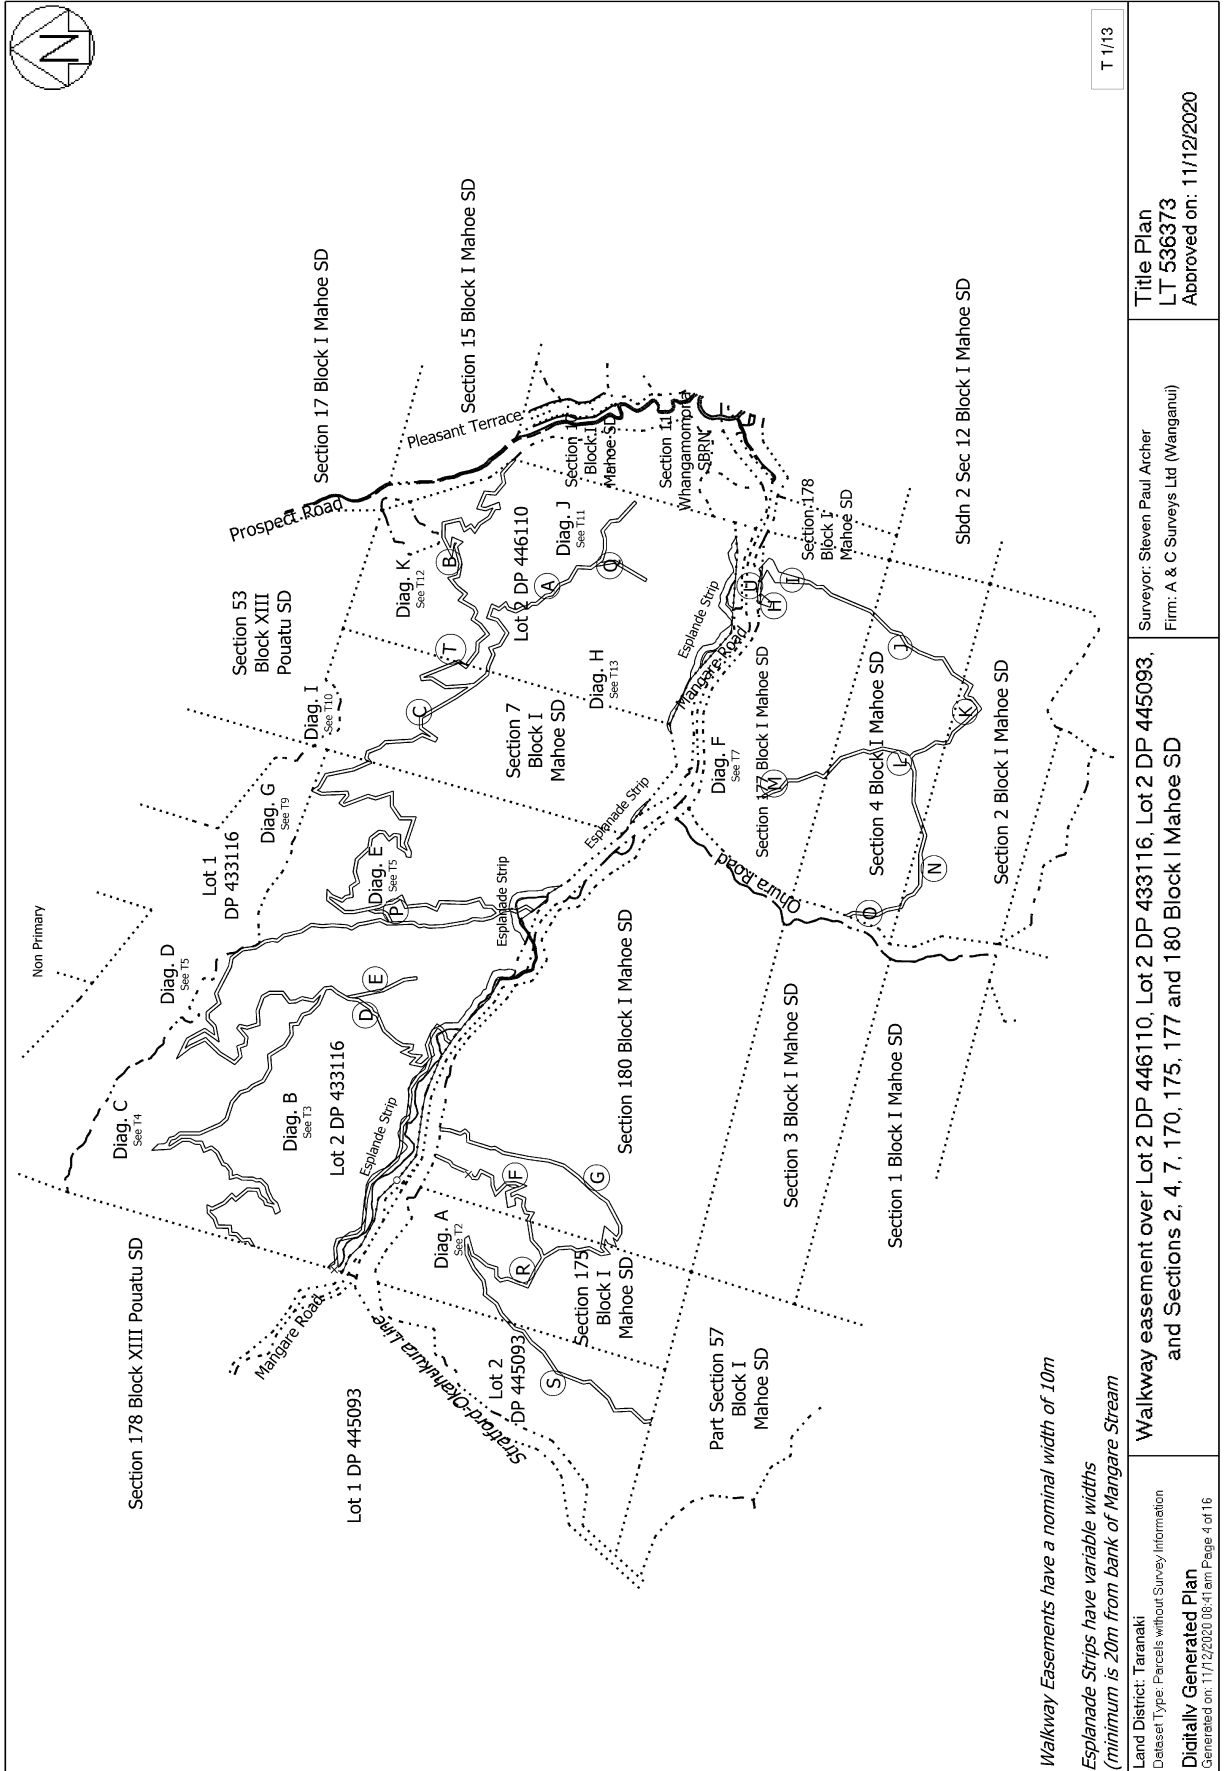 N
T 1/13
Non Primary
Section 178 Block XIII Pouatu SD
Diag. C
See T4
Diag. D
See T5
Lot 1
DP 433116
Section 53
Block XIII
Pouatu SD
Prospect Road
Section 17 Block I Mahoe SD
Diag. G
See T9
Diag. I
See T10
Diag. B
See T3
Lot 2 DP 433116
Mangare Road
Lot 1 DP 445093
Esplande Strip
D
E
Diag. E
See T5
P
C
T
Diag. K
See T12
B
Pleasant Terrace
Section 15 Block I Mahoe SD
Stratford-Okahukura Line
Diag. A
See T2
Lot 2
DP 445093
R
F
S
G
Section 175
Block I
Mahoe SD
Esplanade Strip
Section 7
Block I
Mahoe SD
Lot 2 DP 446110
A
Diag. J
See T11
Q
Diag. H
See T13
Section 1
Block I
Mahoe SD
Section 11
Whangamomona
SBRN
Section 180 Block I Mahoe SD
Esplanade Strip
Mangare Road
Esplande Strip
Diag. F
See T7
Part Section 57
Block I
Mahoe SD
Ohura Road
Section 177 Block I Mahoe SD
M
U
H
I
Section 178
Block I
Mahoe SD
Section 3 Block I Mahoe SD
O
Section 4 Block I Mahoe SD
L
J
N
K
Section 1 Block I Mahoe SD
Section 2 Block I Mahoe SD
Sbdn 2 Sec 12 Block I Mahoe SD
Walkway Easements have a nominal width of 10m
Esplanade Strips have variable widths
(minimum is 20m from bank of Mangare Stream
Land District: Taranaki
Dataset Type: Parcels without Survey Information
Digitally Generated Plan
Generated on: 11/12/2020 08:41am Page 4 of 16
Walkway easement over Lot 2 DP 446110, Lot 2 DP 433116, Lot 2 DP 445093,
and Sections 2, 4, 7, 170, 175, 177 and 180 Block I Mahoe SD
Surveyor: Steven Paul Archer
Firm: A & C Surveys Ltd (Wanganui)
Title Plan
LT 536373
Approved on: 11/12/2020